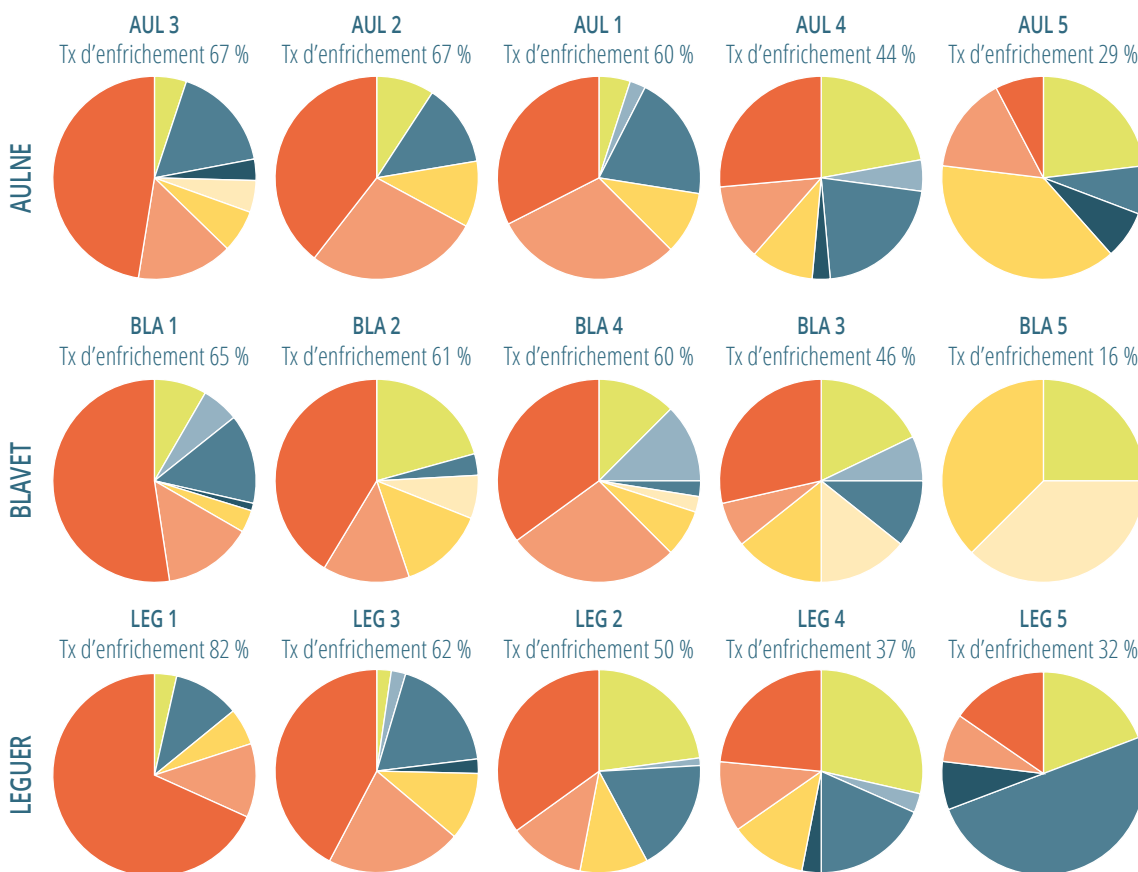 AUL 3
Tx d’enfrichement 67 %
AUL 2
Tx d’enfrichement 67 %
AUL 1
Tx d’enfrichement 60 %
AUL 4
Tx d’enfrichement 44 %
AUL 5
Tx d’enfrichement 29 %
AULNE
BLA 1
Tx d’enfrichement 65 %
BLA 2
Tx d’enfrichement 61 %
BLA 4
Tx d’enfrichement 60 %
BLA 3
Tx d’enfrichement 46 %
BLA 5
Tx d’enfrichement 16 %
BLAVET
LEG 1
Tx d’enfrichement 82 %
LEG 3
Tx d’enfrichement 62 %
LEG 2
Tx d’enfrichement 50 %
LEG 4
Tx d’enfrichement 37 %
LEG 5
Tx d’enfrichement 32 %
LEGUER